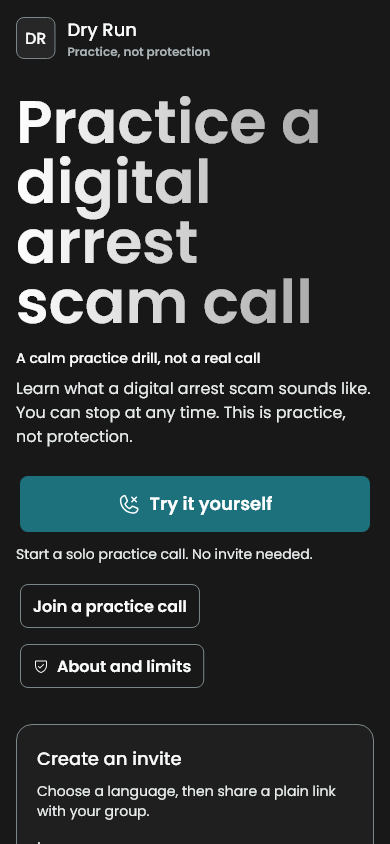 DR
Dry Run
Practice, not protection
Practice a
digital
arrest
scam call
A calm practice drill, not a real call
Learn what a digital arrest scam sounds like.
You can stop at any time. This is practice,
not protection.
Try it yourself
Start a solo practice call. No invite needed.
Join a practice call
About and limits
Create an invite
Choose a language, then share a plain link
with your group.